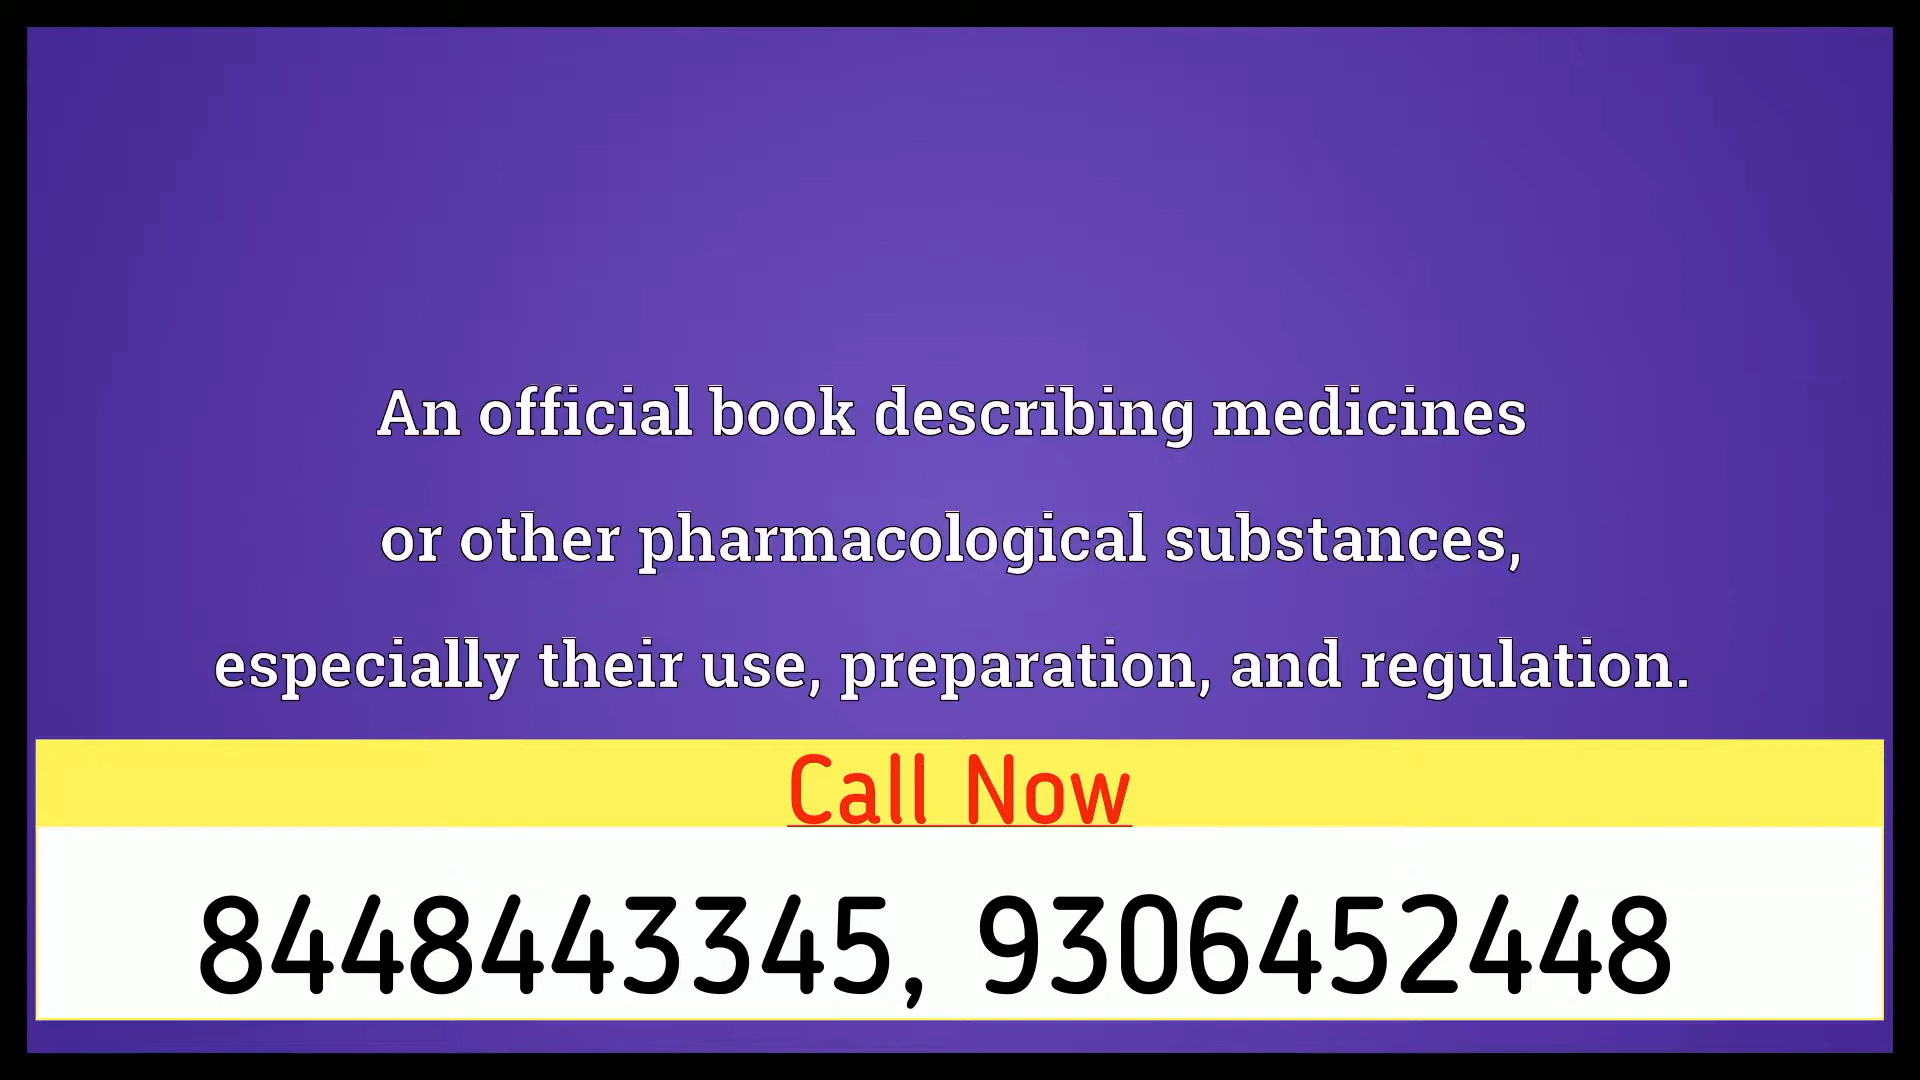 An official book describing medicines
or other pharmacological substances,
especially their use, preparation, and regulation.
Call Now
8448443345, 9306452448